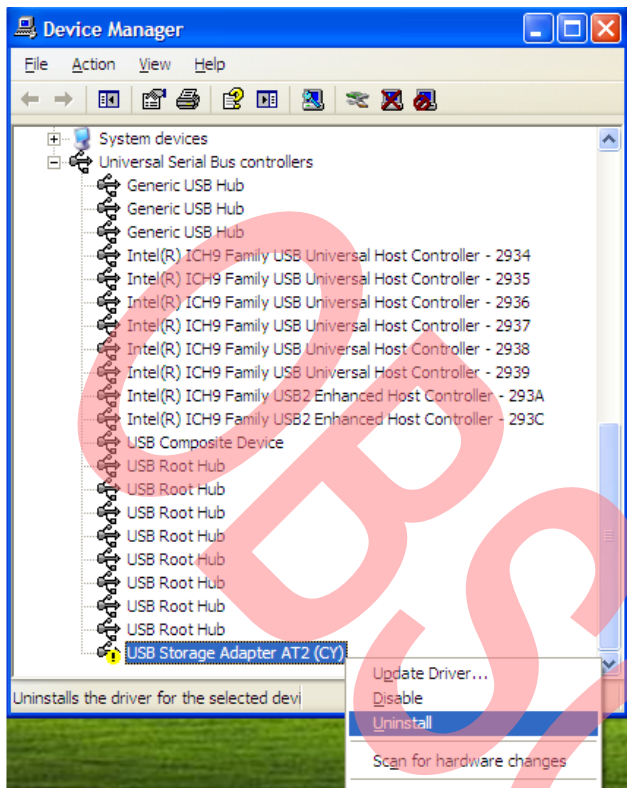 Device Manager
File Action View Help
System devices
Universal Serial Bus controllers
Generic USB Hub
Generic USB Hub
Generic USB Hub
Intel(R) ICH9 Family USB Universal Host Controller - 2934
Intel(R) ICH9 Family USB Universal Host Controller - 2935
Intel(R) ICH9 Family USB Universal Host Controller - 2936
Intel(R) ICH9 Family USB Universal Host Controller - 2937
Intel(R) ICH9 Family USB Universal Host Controller - 2938
Intel(R) ICH9 Family USB Universal Host Controller - 2939
Intel(R) ICH9 Family USB2 Enhanced Host Controller - 293A
Intel(R) ICH9 Family USB2 Enhanced Host Controller - 293C
USB Composite Device
USB Root Hub
USB Root Hub
USB Root Hub
USB Root Hub
USB Root Hub
USB Root Hub
USB Root Hub
USB Root Hub
USB Storage Adapter AT2 (CY)
Update Driver...
Disable
Uninstall
Scan for hardware changes
Uninstalls the driver for the selected devi
OBS